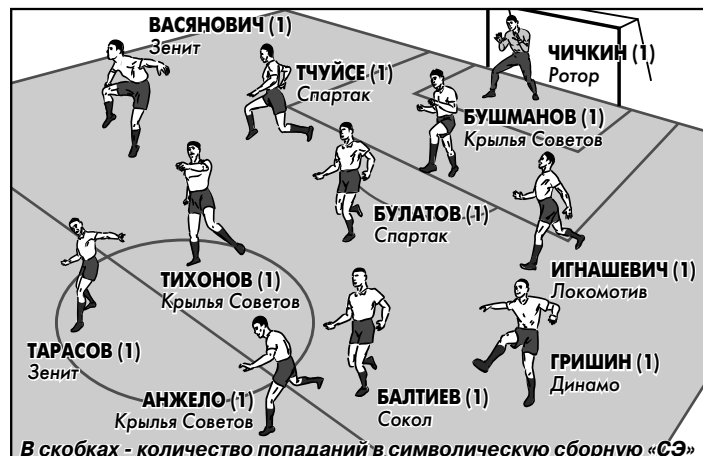 ВАСЯНОВИЧ (1)
Зенит
ТЧУЙСЕ (1)
Спартак
ЧИЧКИН (1)
Ротор
БУШМАНОВ (1)
Крылья Советов
БУЛАТОВ (1)
Спартак
ИГНАШЕВИЧ (1)
Локомотив
ТИХОНОВ (1)
Крылья Советов
ТАРАСОВ (1)
Зенит
АНЖЕЛО (1)
Крылья Советов
БАЛТИЕВ (1)
Сокол
ГРИШИН (1)
Динамо
В скобках - количество попаданий в символическую сборную «СЭ»